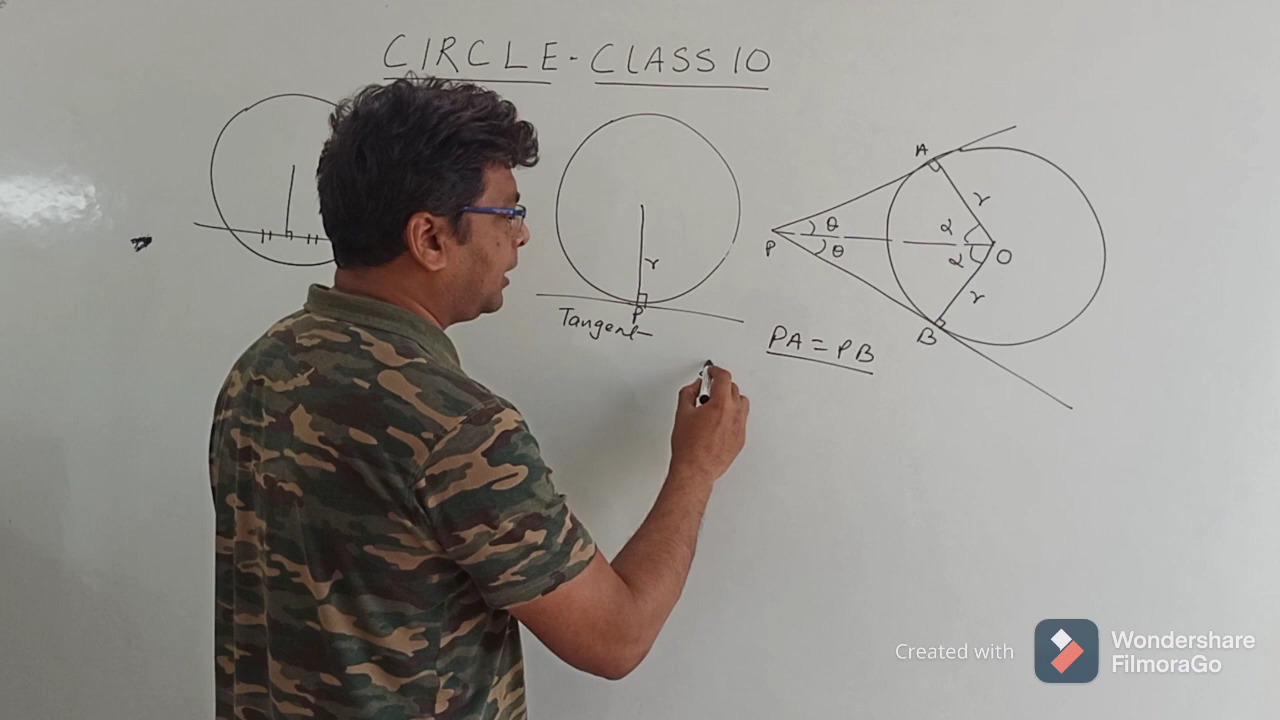 CIRCLE - CLASS 10
r
P
Tangent
A
r
P
θ
θ
α
α
O
r
B
PA = PB
Created with
Wondershare
FilmoraGo